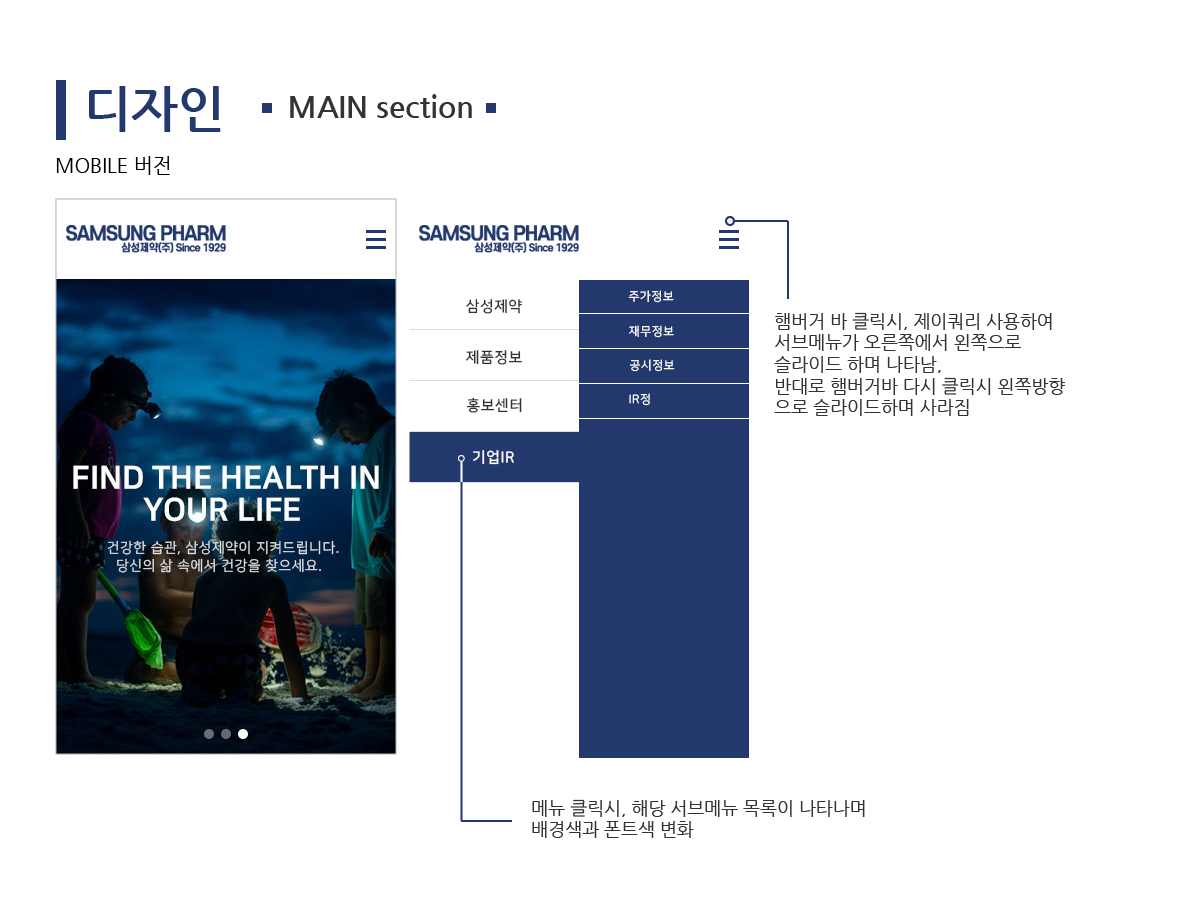 디자인
MAIN section
MOBILE 버전
SAMSUNG PHARM
삼성제약(주) Since 1929
FIND THE HEALTH IN
YOUR LIFE
건강한 습관, 삼성제약이 지켜드립니다.
당신의 삶 속에서 건강을 찾으세요.
SAMSUNG PHARM
삼성제약(주) Since 1929
삼성제약
제품정보
홍보센터
기업IR
주가정보
재무정보
공시정보
IR정
햄버거 바 클릭시, 제이쿼리 사용하여
서브메뉴가 오른쪽에서 왼쪽으로
슬라이드 하며 나타남,
반대로 햄버거바 다시 클릭시 왼쪽방향
으로 슬라이드하며 사라짐
메뉴 클릭시, 해당 서브메뉴 목록이 나타나며
배경색과 폰트색 변화